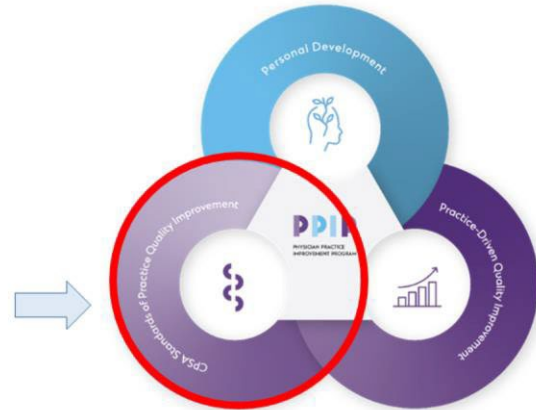 Personal Development
CPSA Standards of Practice Quality Improvement
PPIP
PHYSICIAN PRACTICE
IMPROVEMENT PROGRAM
Practice-Driven Quality Improvement